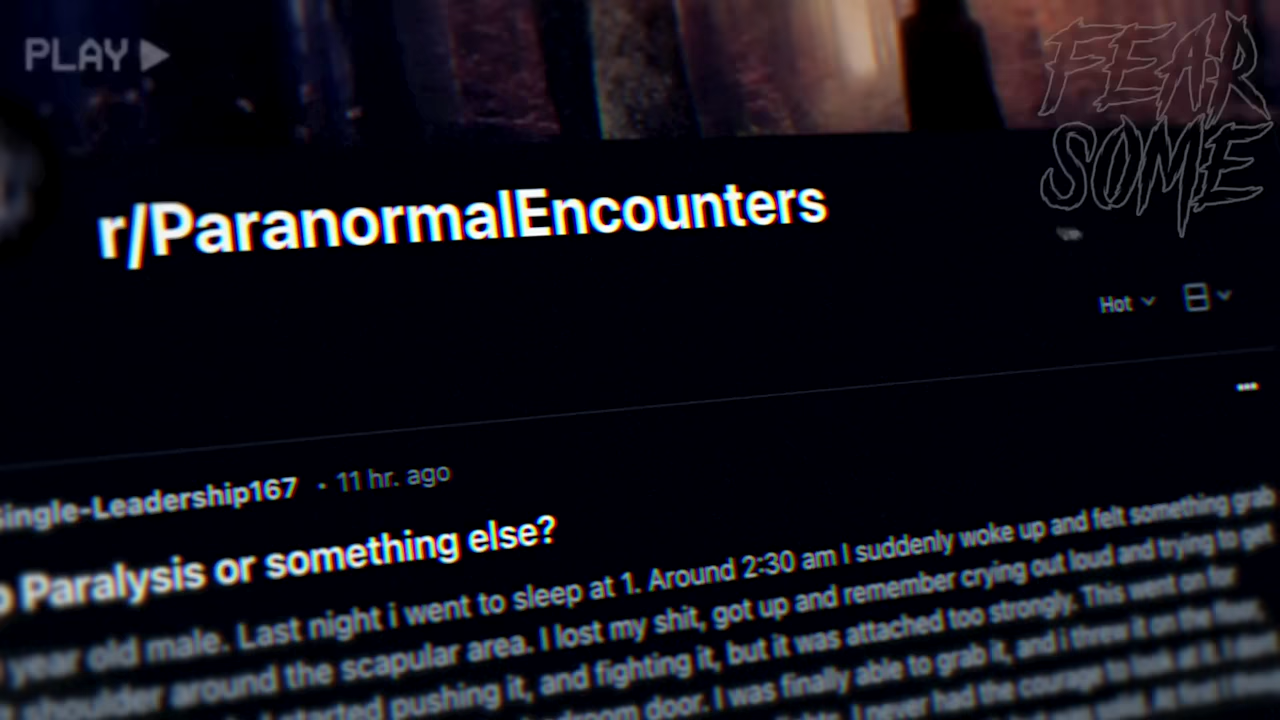 PLAY
FEAR
SOME
r/ParanormalEncounters
Hot
Single-Leadership167 • 11 hr. ago
Paralysis or something else?
year old male. Last night i went to sleep at 1. Around 2:30 am I suddenly woke up and felt something grab
shoulder around the scapular area. I lost my shit, got up and remember crying out loud and trying to get
started pushing it, and fighting it, but it was attached too strongly. This went on for
door. I was finally able to grab it, and i threw it on the floor,
I never had the courage to look at it. I
At first I